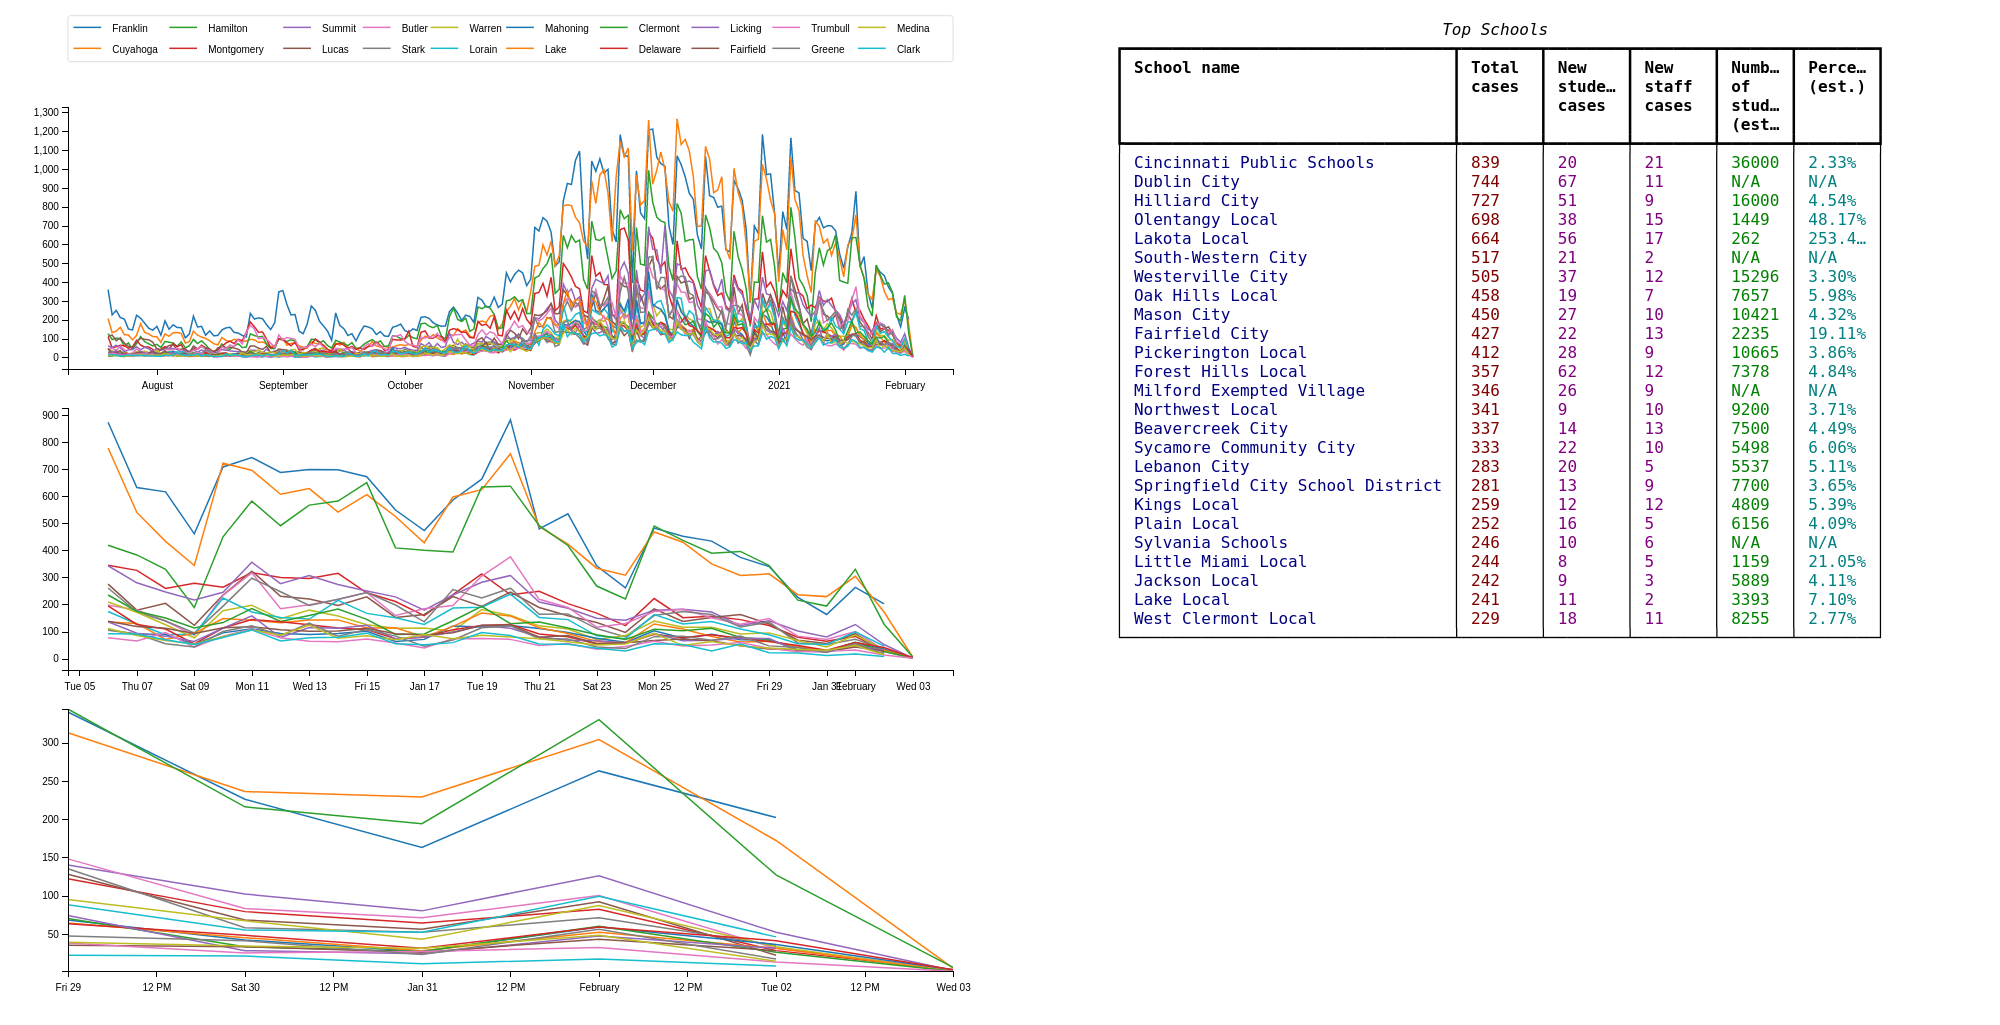 Franklin Hamilton Summit Butler Warren Mahoning Clermont Licking Trumbull Medina
Cuyahoga Montgomery Lucas Stark Lorain Lake Delaware Fairfield Greene Clark
1,300
1,200
1,100
1,000
900
800
700
600
500
400
300
200
100
0
August September October November December 2021 February
900
800
700
600
500
400
300
200
100
0
Tue 05 Thu 07 Sat 09 Mon 11 Wed 13 Fri 15 Jan 17 Tue 19 Thu 21 Sat 23 Mon 25 Wed 27 Fri 29 Jan 31 February Wed 03
300
250
200
150
100
50
Fri 29 12 PM Sat 30 12 PM Jan 31 12 PM February 12 PM Tue 02 12 PM Wed 03
Top Schools
School name Total New New Numb… Perce…
cases stude… staff of (est.)
cases cases stud…
(est…
Cincinnati Public Schools 839 20 21 36000 2.33%
Dublin City 744 67 11 N/A N/A
Hilliard City 727 51 9 16000 4.54%
Olentangy Local 698 38 15 1449 48.17%
Lakota Local 664 56 17 262 253.4…
South-Western City 517 21 2 N/A N/A
Westerville City 505 37 12 15296 3.30%
Oak Hills Local 458 19 7 7657 5.98%
Mason City 450 27 10 10421 4.32%
Fairfield City 427 22 13 2235 19.11%
Pickerington Local 412 28 9 10665 3.86%
Forest Hills Local 357 62 12 7378 4.84%
Milford Exempted Village 346 26 9 N/A N/A
Northwest Local 341 9 10 9200 3.71%
Beavercreek City 337 14 13 7500 4.49%
Sycamore Community City 333 22 10 5498 6.06%
Lebanon City 283 20 5 5537 5.11%
Springfield City School District 281 13 9 7700 3.65%
Kings Local 259 12 12 4809 5.39%
Plain Local 252 16 5 6156 4.09%
Sylvania Schools 246 10 6 N/A N/A
Little Miami Local 244 8 5 1159 21.05%
Jackson Local 242 9 3 5889 4.11%
Lake Local 241 11 2 3393 7.10%
West Clermont Local 229 18 11 8255 2.77%